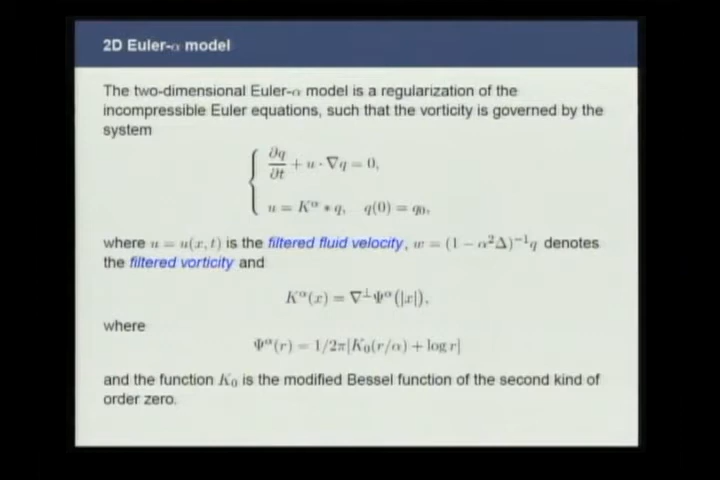 2D Euler-α model
The two-dimensional Euler-α model is a regularization of the
incompressible Euler equations, such that the vorticity is governed by the
system
∂q/∂t + u · ∇q = 0,
u = K^α * q,   q(0) = q₀,
where u = u(x, t) is the filtered fluid velocity, w = (1 − α²Δ)⁻¹q denotes
the filtered vorticity and
K^α(x) = ∇^⊥Ψ^α(|x|),
where
Ψ^α(r) = 1/2π[K₀(r/α) + log r]
and the function K₀ is the modified Bessel function of the second kind of
order zero.